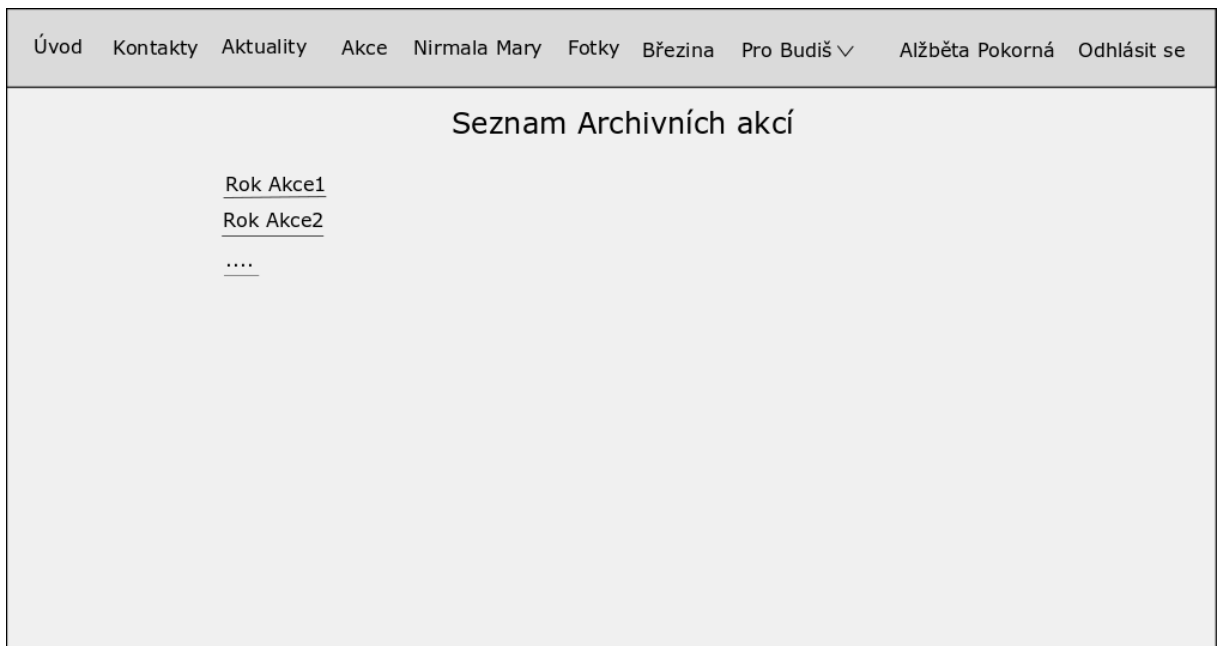 Úvod Kontakty Aktuality Akce Nirmala Mary Fotky Březina Pro Budiš Alžběta Pokorná Odhlásit se
Seznam Archivních akcí
Rok Akce1
Rok Akce2
....